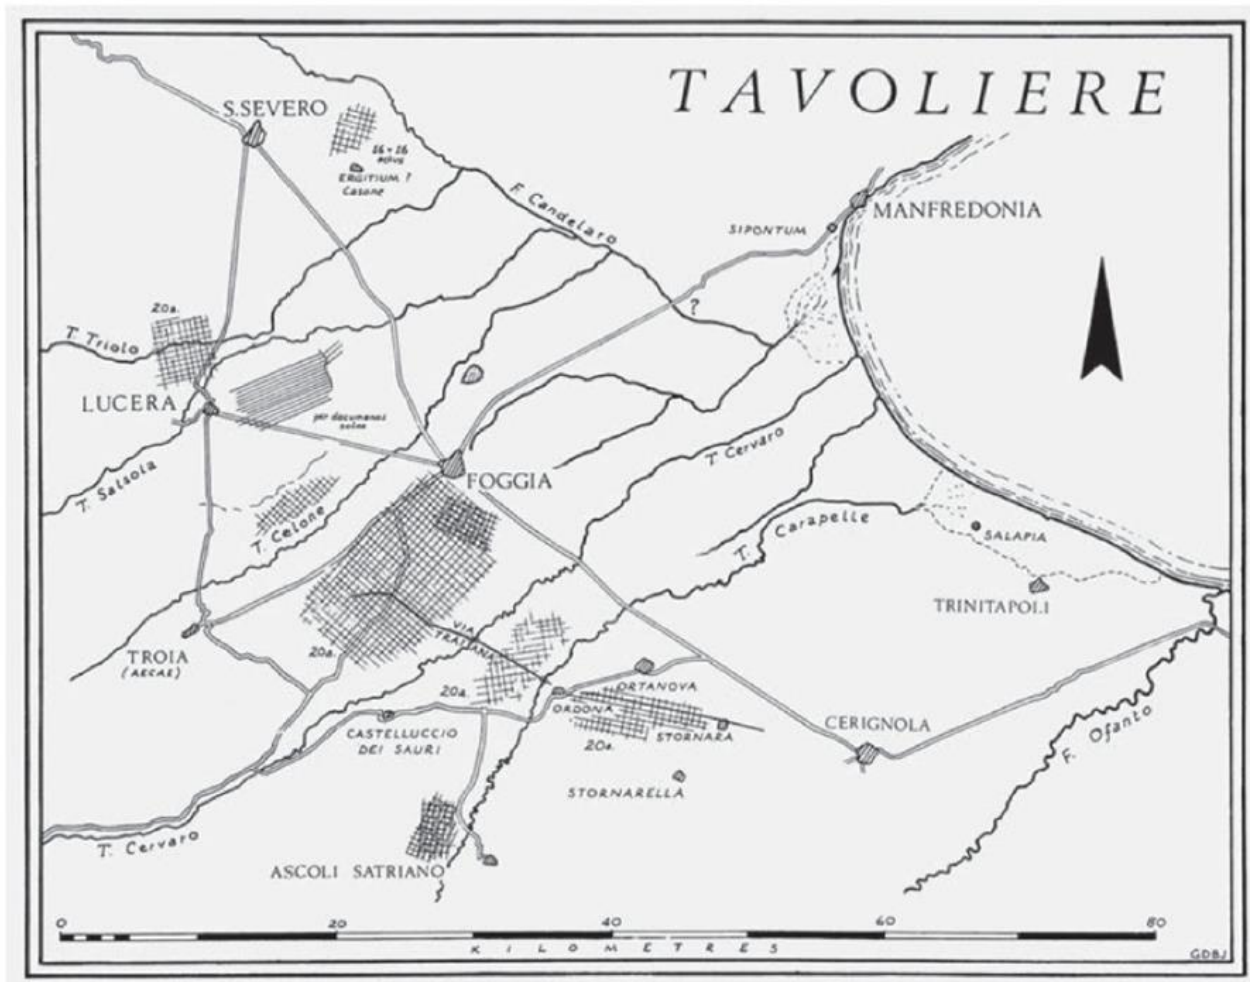 TAVOLIERE
S.SEVERO
16 × 16
actus
ERGITIUM ?
Casone
F. Candelaro
MANFREDONIA
SIPONTUM
?
20a.
T. Triolo
LUCERA
per decumanos
solos
T. Salsola
FOGGIA
T. Cervaro
T. Celone
T. Carapelle
SALAPIA
TRINITAPOLI
TROIA
(AECAE)
20a.
VIA
TRAIANA
20a.
ORTANOVA
ORDONA
STORNARA
20a.
CASTELLUCCIO
DEI SAURI
CERIGNOLA
F. Ofanto
STORNARELLA
T. Cervaro
ASCOLI SATRIANO
0 20 40 60 80
KILOMETRES
GDBJ